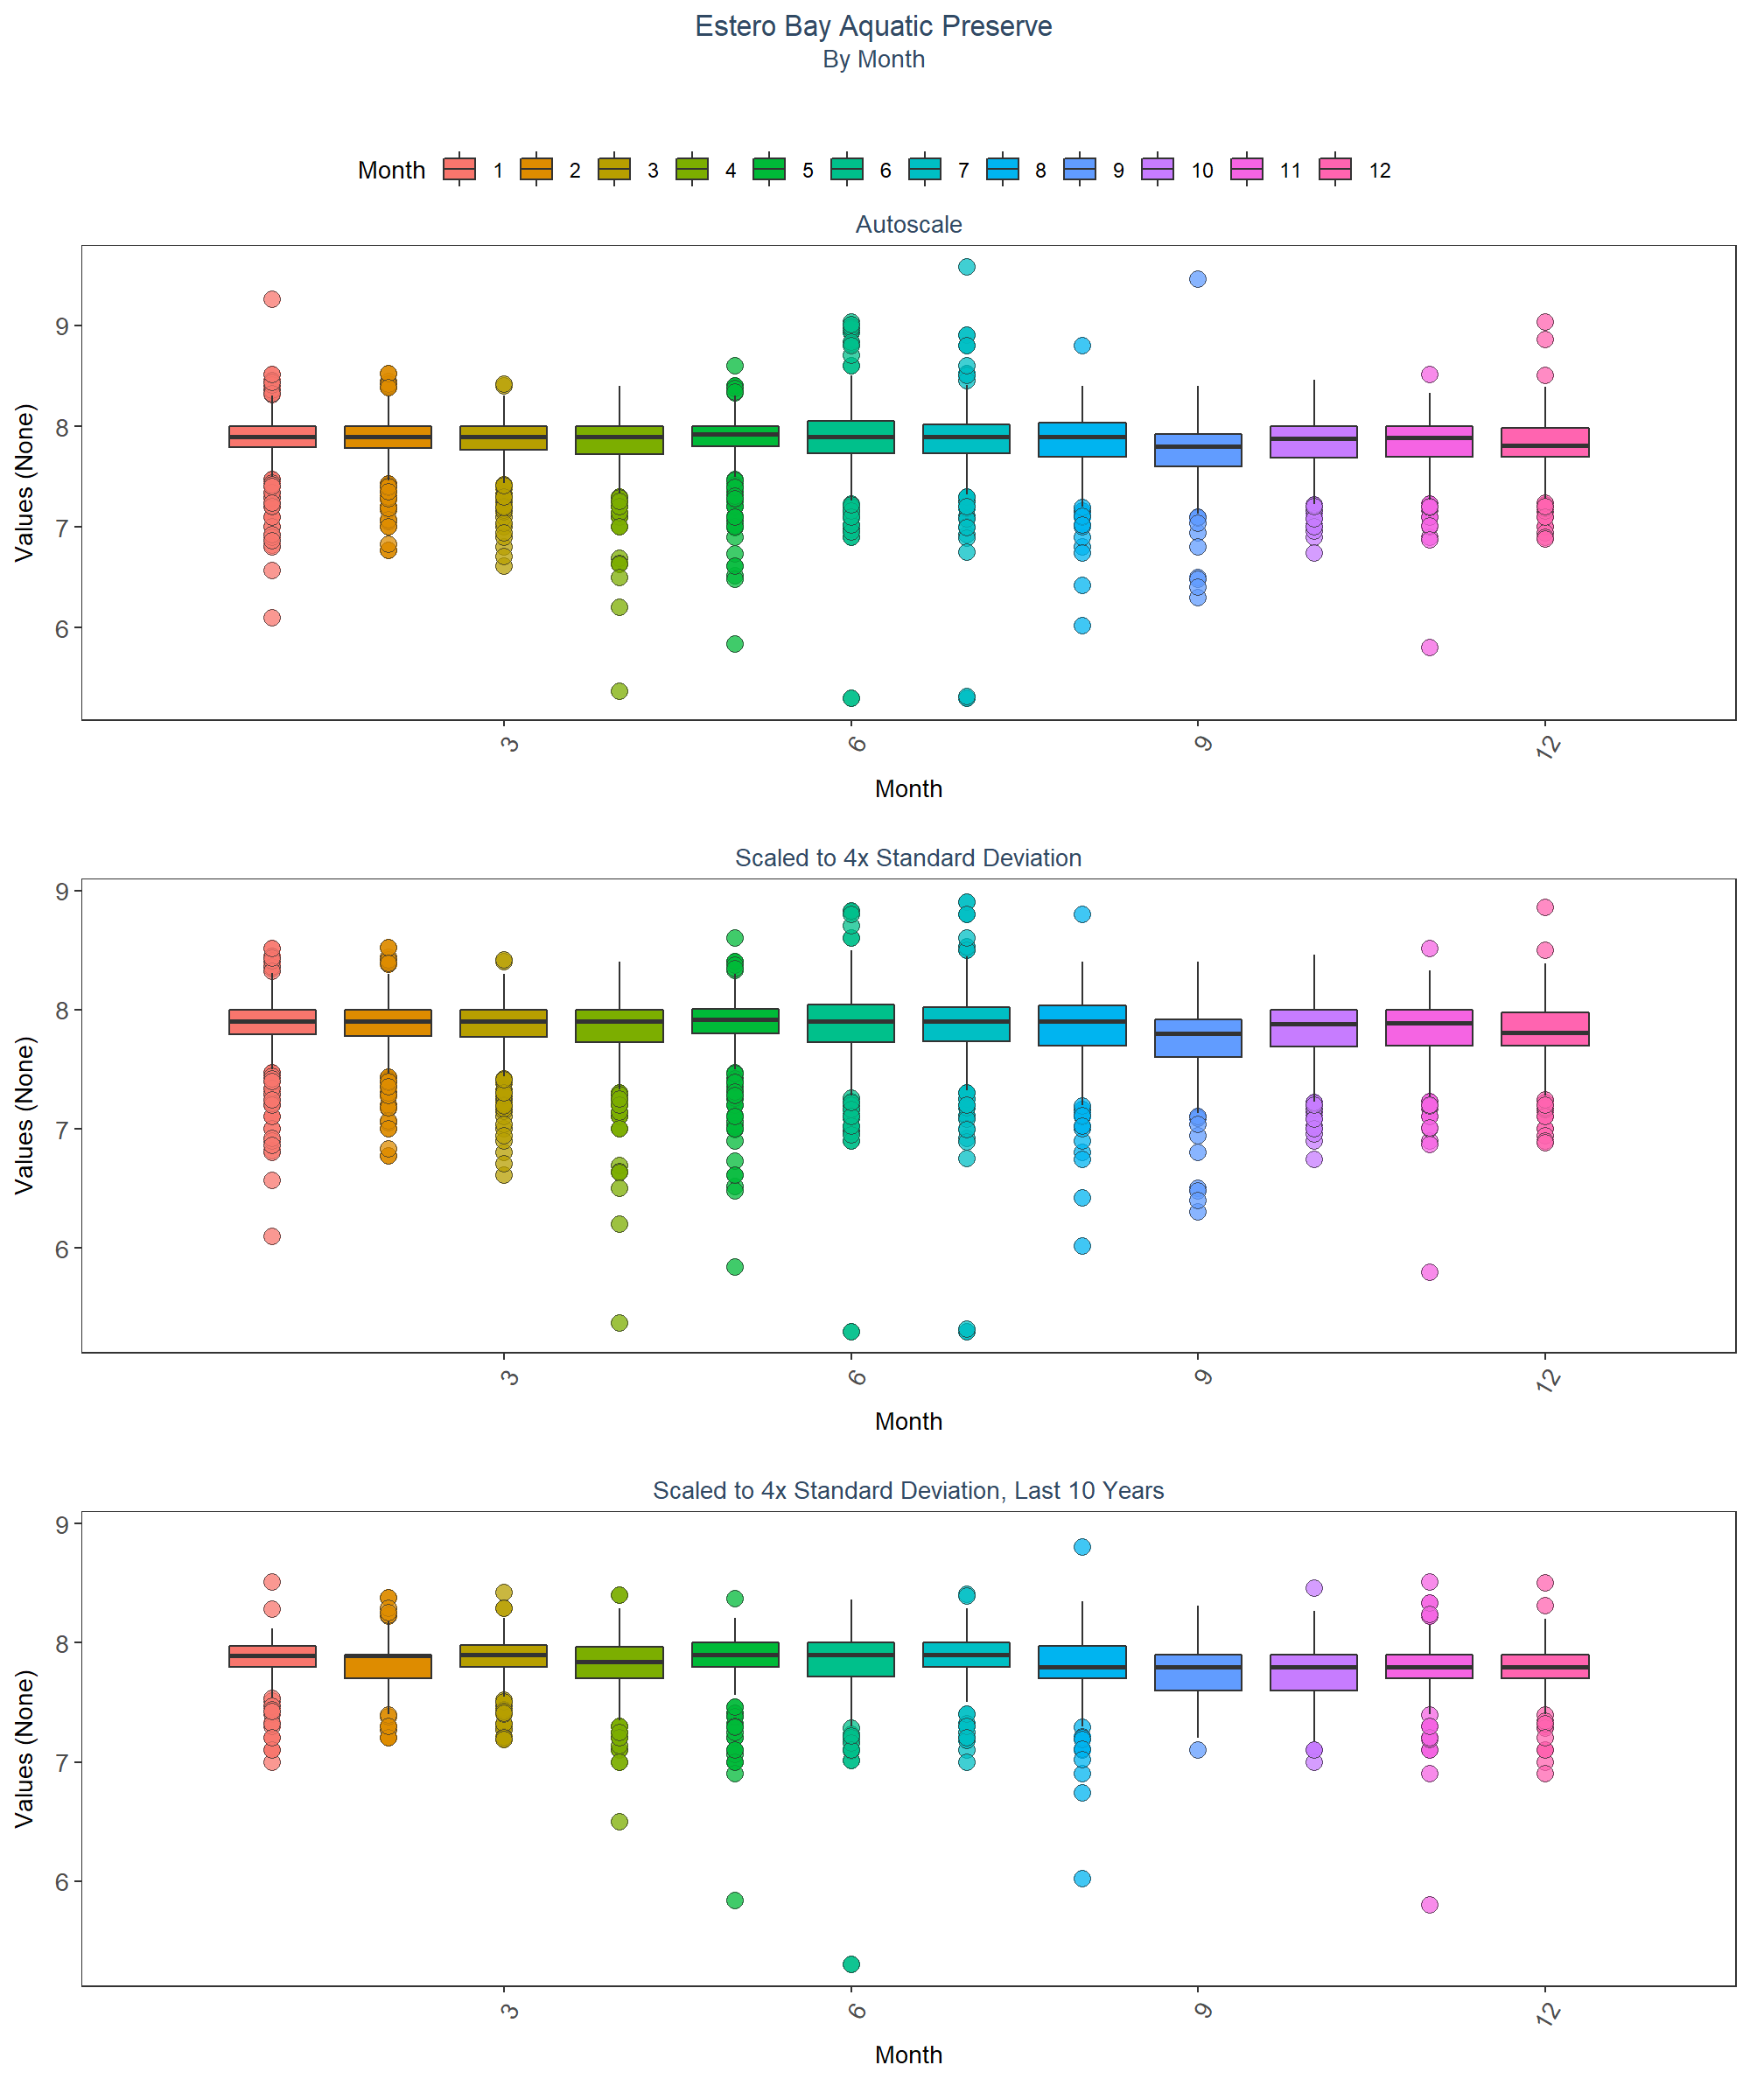 Estero Bay Aquatic Preserve
By Month
Month 1 2 3 4 5 6 7 8 9 10 11 12
Autoscale
Values (None)
9
8
7
6
3 6 9 12
Month
Scaled to 4x Standard Deviation
Values (None)
9
8
7
6
3 6 9 12
Month
Scaled to 4x Standard Deviation, Last 10 Years
Values (None)
9
8
7
6
3 6 9 12
Month